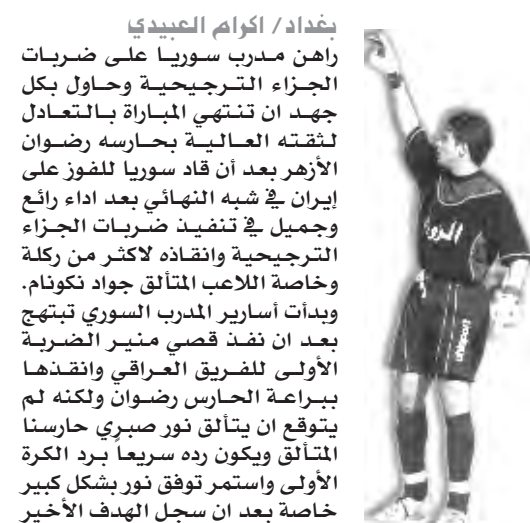 بغداد / اكرام العبيدي
راهن مدرب سوريا على ضربات
الجزاء الترجيحية وحاول بكل
جهد ان تنتهي المباراة بالتعادل
لثقته العالية بحارسه رضوان
الأزهر بعد أن قاد سوريا للفوز على
إيران في شبه النهائي بعد اداء رائع
وجميل في تنفيذ ضربات الجزاء
الترجيحية وانقاذه لاكثر من ركلة
وخاصة اللاعب المتألق جواد نكونام.
وبدأت أسارير المدرب السوري تبتهج
بعد ان نفذ قصي منير الضربة
الأولى للفريق العراقي وانقذها
ببراعة الحارس رضوان ولكنه لم
يتوقع ان يتألق نور صبري حارسنا
المتألق ويكون رده سريعاً برد الكرة
الأولى واستمر توفق نور بشكل كبير
خاصة بعد ان سجل الهدف الأخير
uhlsport